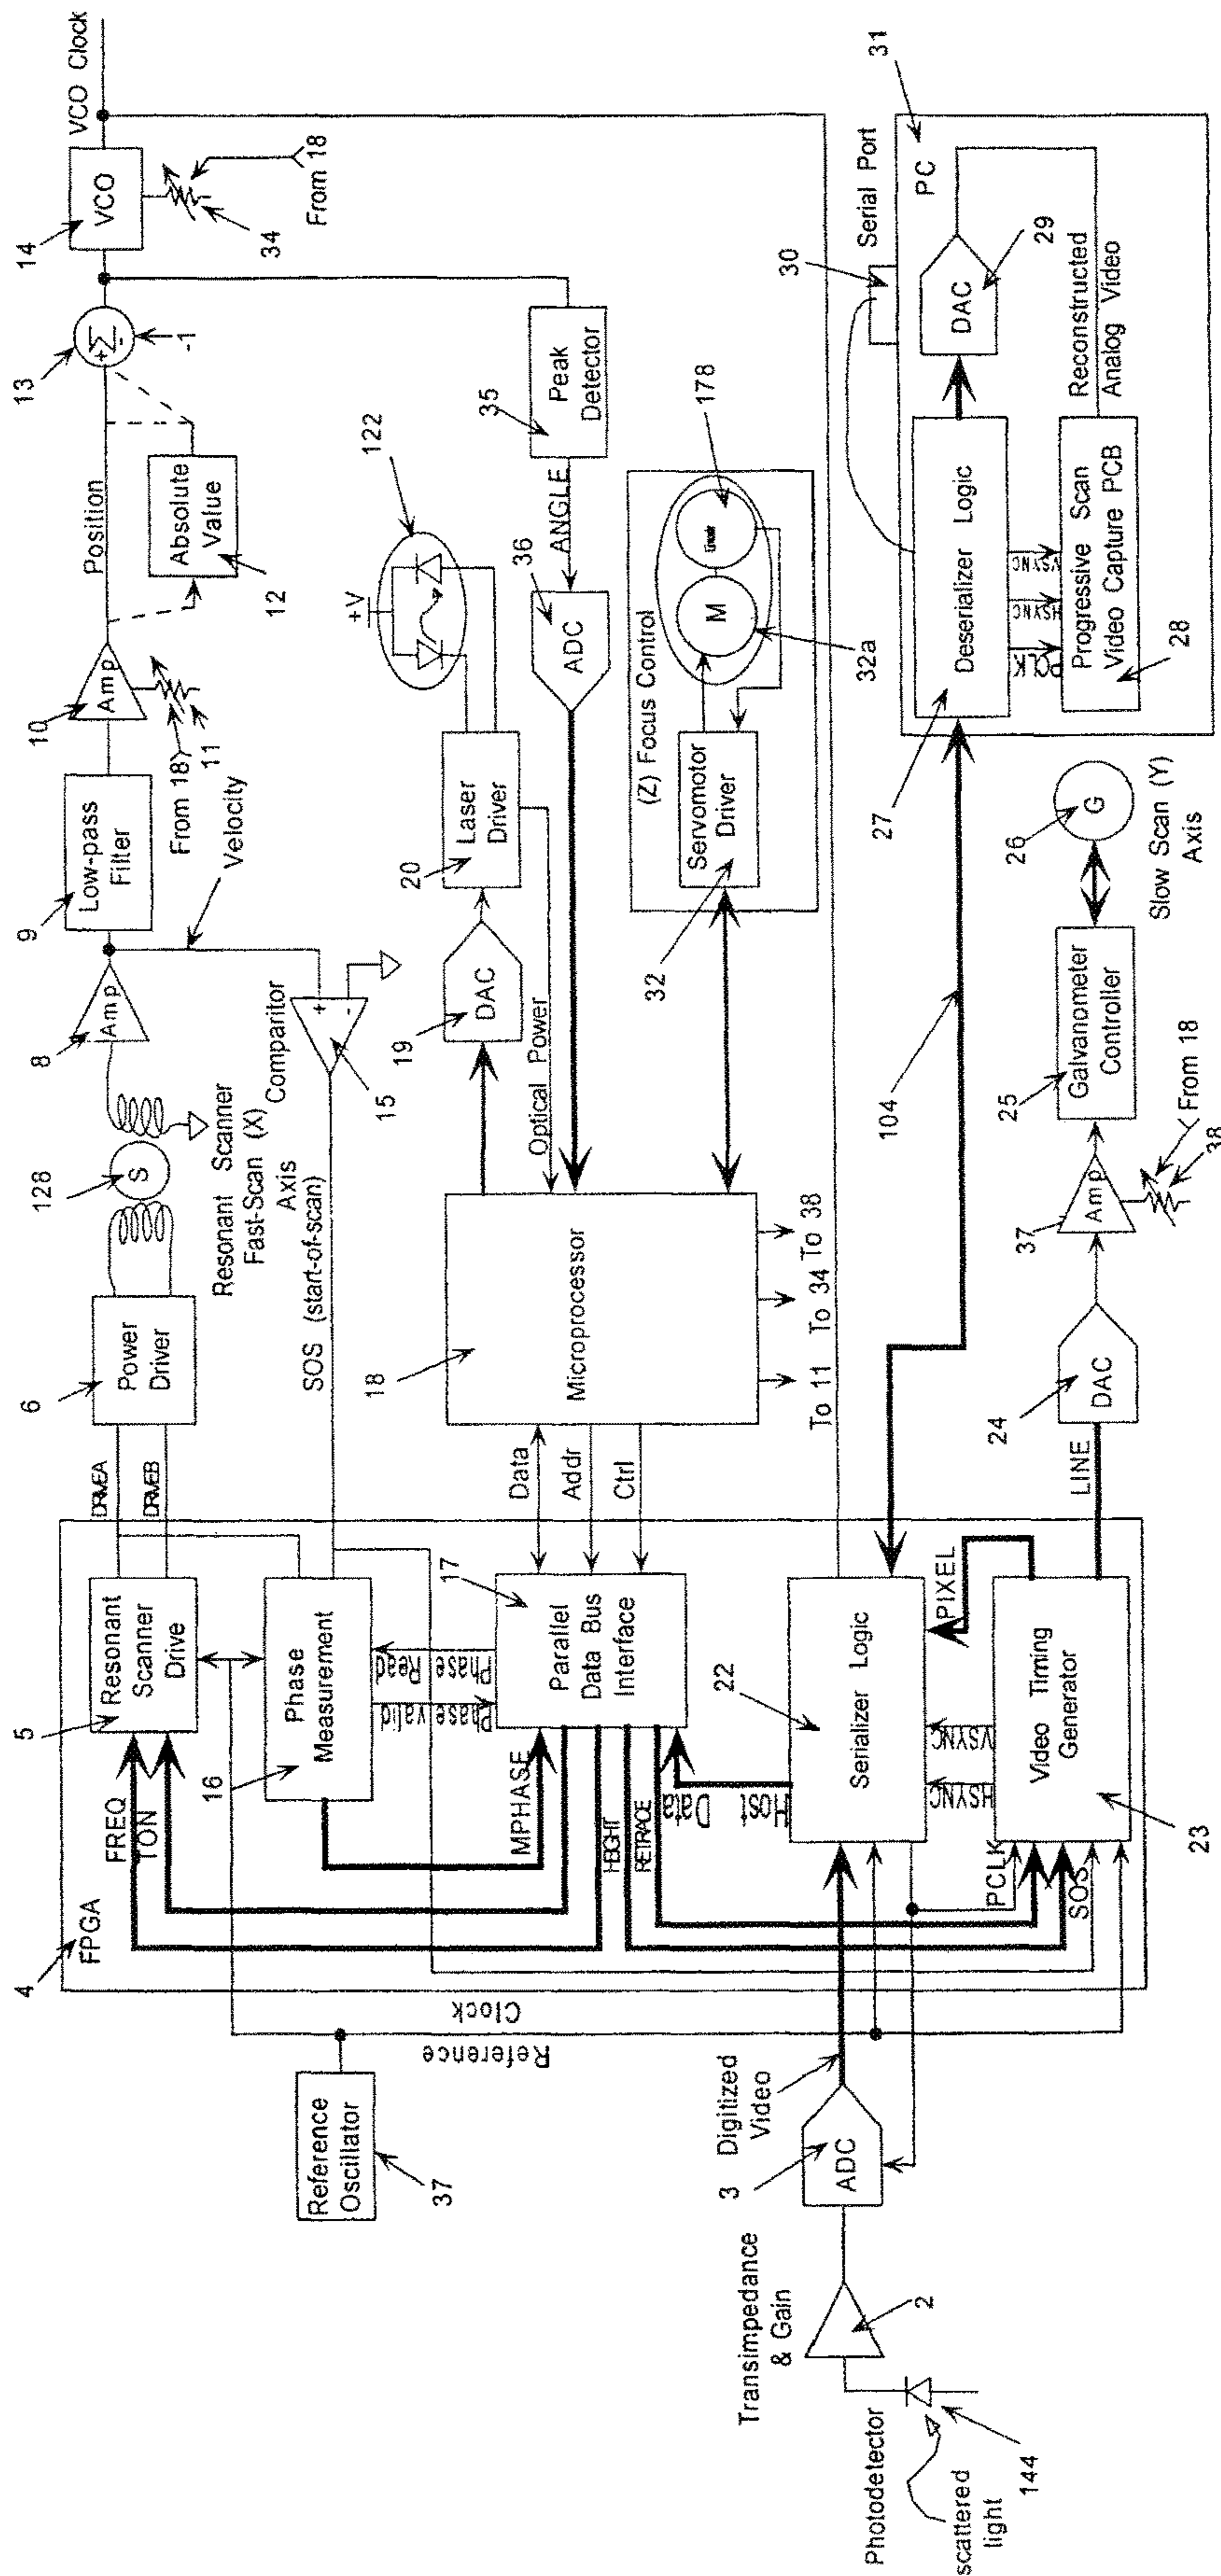 VCO Clock
14
VCO
34
From 18
13
+
Σ
-
-1
Position
Absolute
Value
12
10
Amp
From 18
11
9
Low-pass
Filter
Velocity
8
Amp
128
S
Resonant Scanner
Fast-Scan (X)
Axis
Comparitor
+
-
15
SOS (start-of-scan)
6
Power
Driver
DRIVEA
DRIVEB
Peak
Detector
35
ANGLE
36
ADC
122
+V
20
Laser
Driver
Optical Power
19
DAC
(Z) Focus Control
178
M
32a
Servomotor
Driver
32
18
Microprocessor
To 11
To 34
To 38
Data
Addr
Ctrl
4
FPGA
5
Resonant
Scanner
Drive
FREQ
TON
16
Phase
Measurement
Phase valid
Phase Read
17
Parallel
Data Bus
Interface
MPHASE
HEIGHT
RETRACE
Host
Data
22
Serializer Logic
PIXEL
HSYNC
VSYNC
Video Timing
Generator
23
PCLK
SOS
LINE
Reference
Clock
Reference
Oscillator
37
Digitized
Video
3
ADC
Transimpedance
& Gain
2
Photodetector
scattered
light
144
24
DAC
37
Amp
From 18
38
25
Galvanometer
Controller
26
G
Slow Scan (Y)
Axis
104
31
PC
Serial Port
30
DAC
29
Reconstructed
Analog Video
Deserializer Logic
27
PCLK
HSYNC
VSYNC
Progressive Scan
Video Capture PCB
28